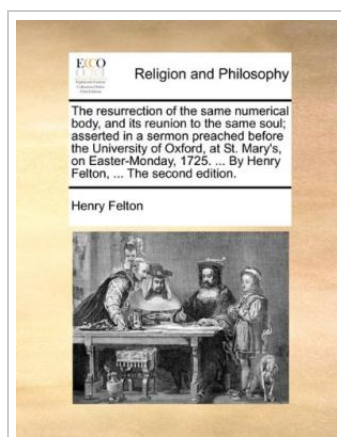 ECCO
Religion and Philosophy
The resurrection of the same numerical
body, and its reunion to the same soul;
asserted in a sermon preached before
the University of Oxford, at St. Mary's,
on Easter-Monday, 1725. ... By Henry
Felton, ... The second edition.
Henry Felton